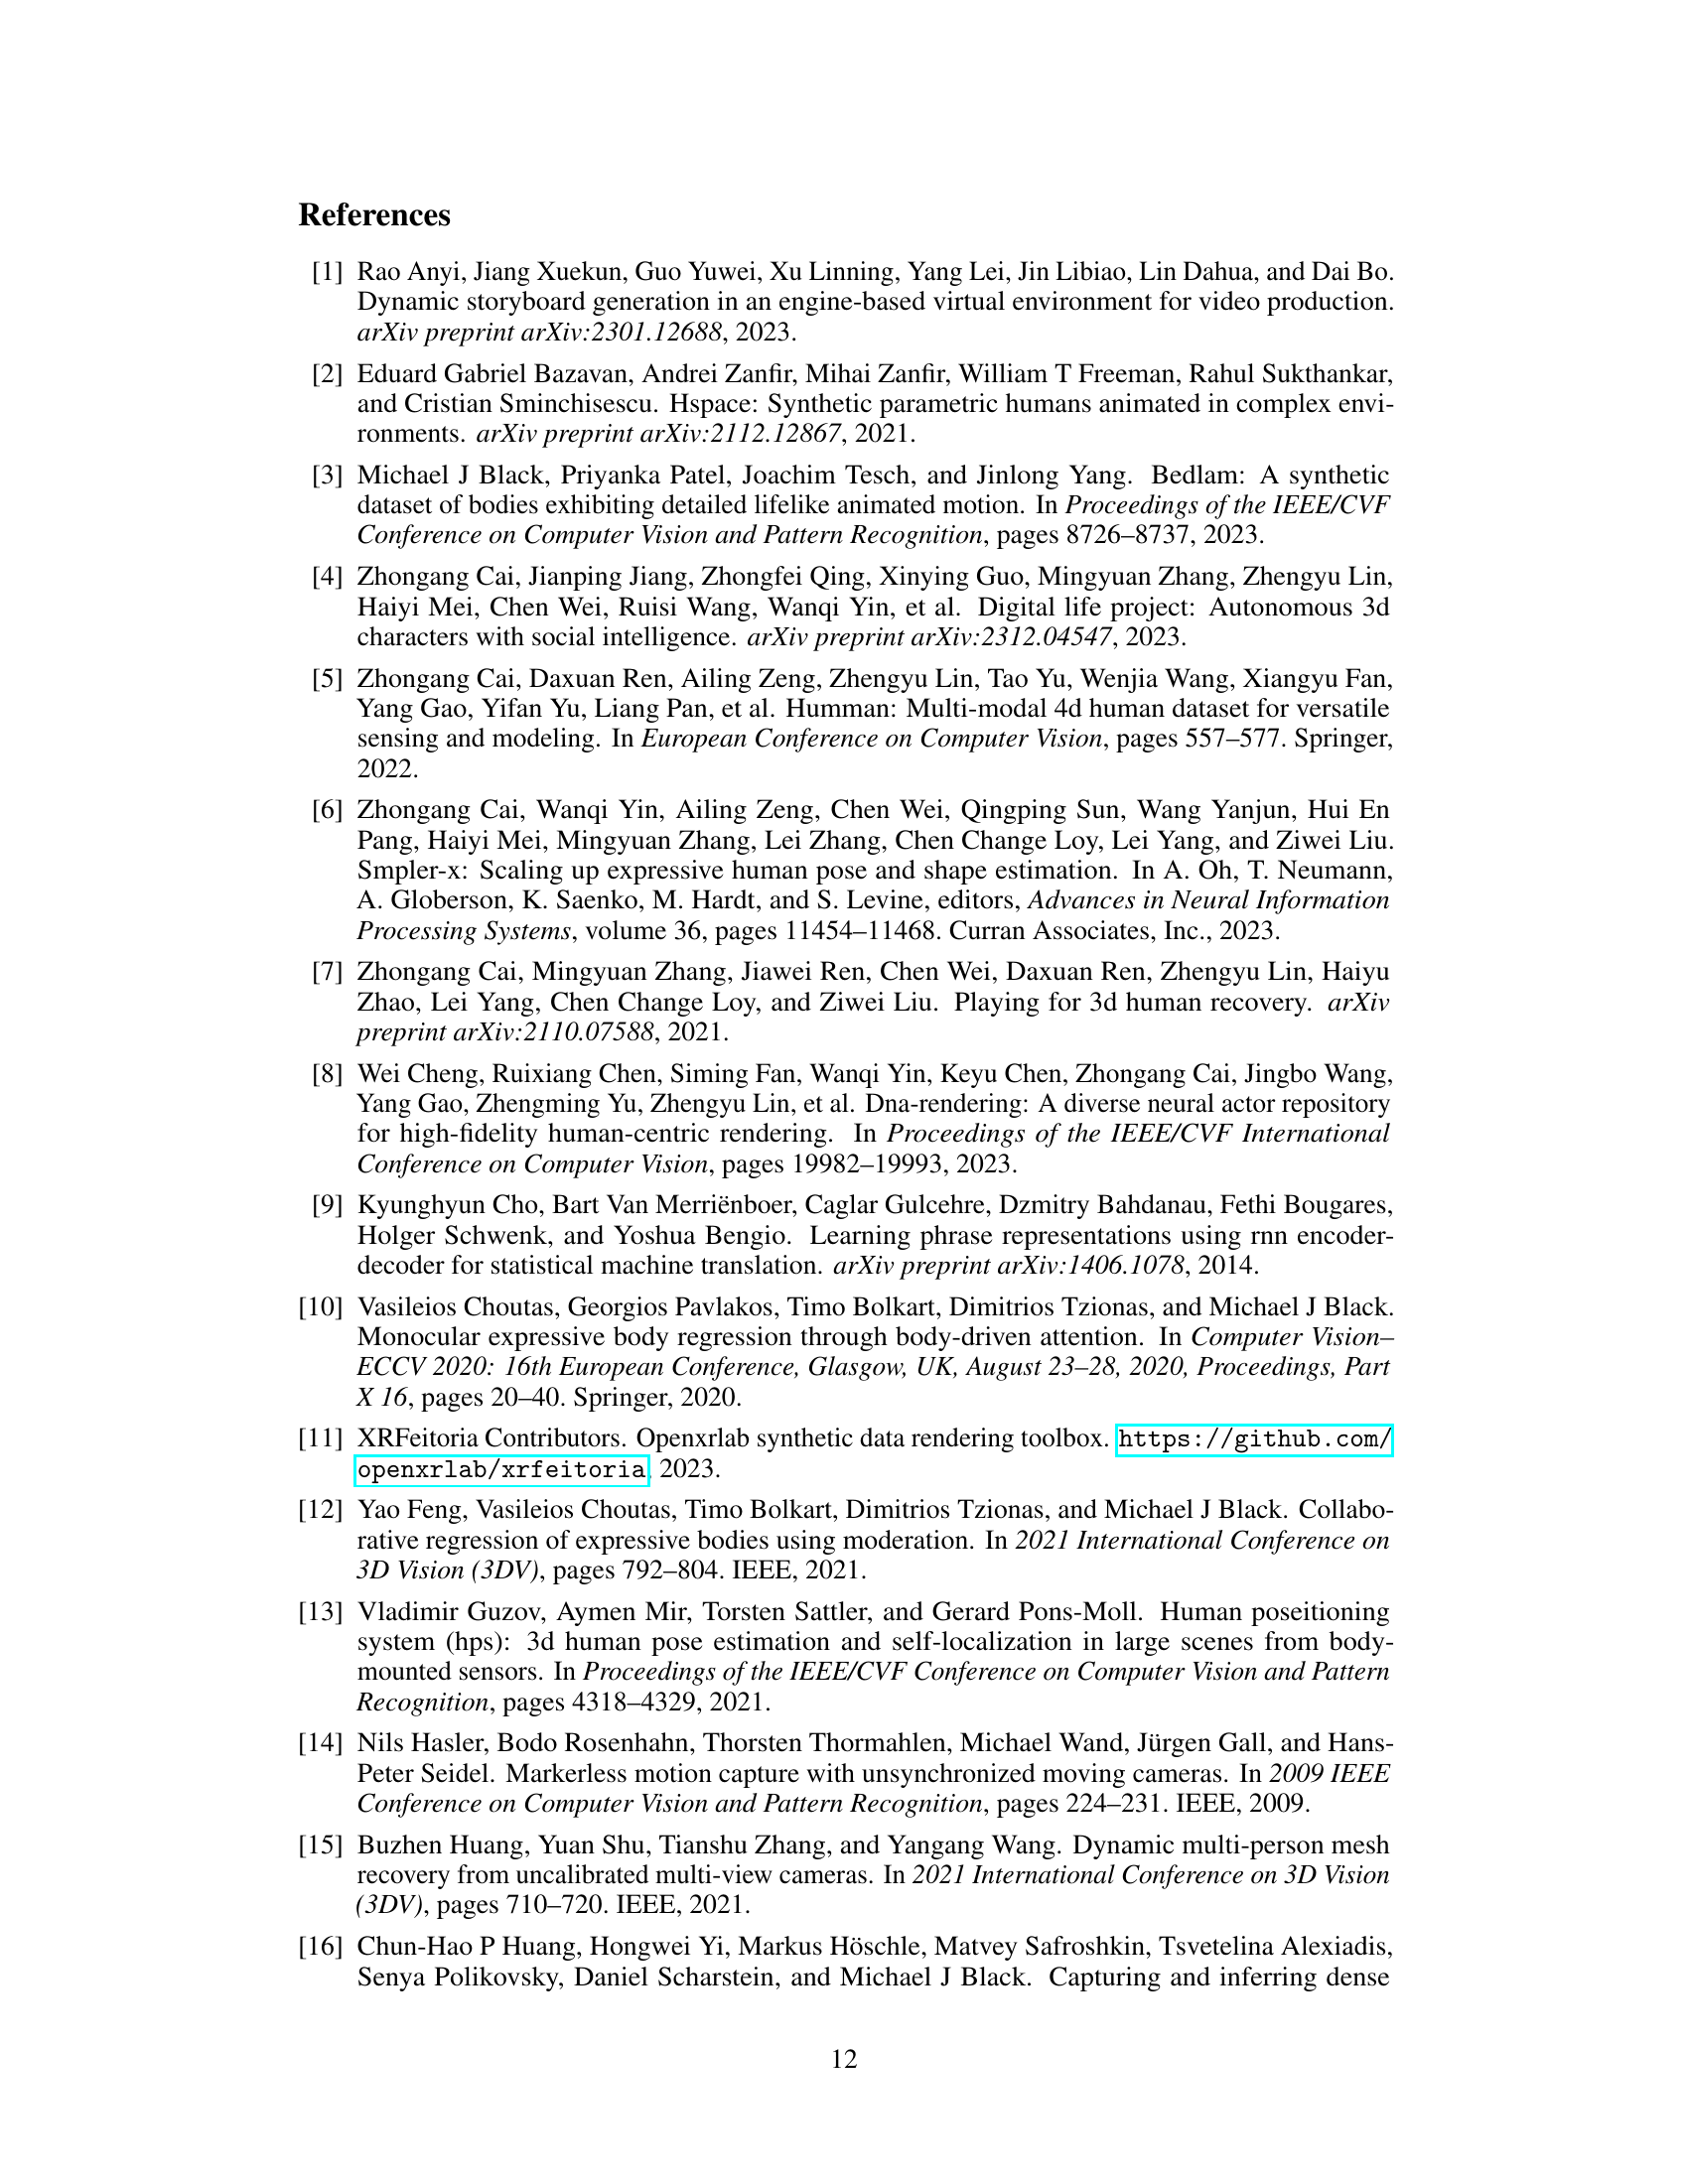 References
[1] Rao Anyi, Jiang Xuekun, Guo Yuwei, Xu Linning, Yang Lei, Jin Libiao, Lin Dahua, and Dai Bo.
Dynamic storyboard generation in an engine-based virtual environment for video production.
arXiv preprint arXiv:2301.12688, 2023.
[2] Eduard Gabriel Bazavan, Andrei Zanfir, Mihai Zanfir, William T Freeman, Rahul Sukthankar,
and Cristian Sminchisescu. Hspace: Synthetic parametric humans animated in complex envi-
ronments. arXiv preprint arXiv:2112.12867, 2021.
[3] Michael J Black, Priyanka Patel, Joachim Tesch, and Jinlong Yang. Bedlam: A synthetic
dataset of bodies exhibiting detailed lifelike animated motion. In Proceedings of the IEEE/CVF
Conference on Computer Vision and Pattern Recognition, pages 8726–8737, 2023.
[4] Zhongang Cai, Jianping Jiang, Zhongfei Qing, Xinying Guo, Mingyuan Zhang, Zhengyu Lin,
Haiyi Mei, Chen Wei, Ruisi Wang, Wanqi Yin, et al. Digital life project: Autonomous 3d
characters with social intelligence. arXiv preprint arXiv:2312.04547, 2023.
[5] Zhongang Cai, Daxuan Ren, Ailing Zeng, Zhengyu Lin, Tao Yu, Wenjia Wang, Xiangyu Fan,
Yang Gao, Yifan Yu, Liang Pan, et al. Humman: Multi-modal 4d human dataset for versatile
sensing and modeling. In European Conference on Computer Vision, pages 557–577. Springer,
2022.
[6] Zhongang Cai, Wanqi Yin, Ailing Zeng, Chen Wei, Qingping Sun, Wang Yanjun, Hui En
Pang, Haiyi Mei, Mingyuan Zhang, Lei Zhang, Chen Change Loy, Lei Yang, and Ziwei Liu.
Smpler-x: Scaling up expressive human pose and shape estimation. In A. Oh, T. Neumann,
A. Globerson, K. Saenko, M. Hardt, and S. Levine, editors, Advances in Neural Information
Processing Systems, volume 36, pages 11454–11468. Curran Associates, Inc., 2023.
[7] Zhongang Cai, Mingyuan Zhang, Jiawei Ren, Chen Wei, Daxuan Ren, Zhengyu Lin, Haiyu
Zhao, Lei Yang, Chen Change Loy, and Ziwei Liu. Playing for 3d human recovery. arXiv
preprint arXiv:2110.07588, 2021.
[8] Wei Cheng, Ruixiang Chen, Siming Fan, Wanqi Yin, Keyu Chen, Zhongang Cai, Jingbo Wang,
Yang Gao, Zhengming Yu, Zhengyu Lin, et al. Dna-rendering: A diverse neural actor repository
for high-fidelity human-centric rendering. In Proceedings of the IEEE/CVF International
Conference on Computer Vision, pages 19982–19993, 2023.
[9] Kyunghyun Cho, Bart Van Merriënboer, Caglar Gulcehre, Dzmitry Bahdanau, Fethi Bougares,
Holger Schwenk, and Yoshua Bengio. Learning phrase representations using rnn encoder-
decoder for statistical machine translation. arXiv preprint arXiv:1406.1078, 2014.
[10] Vasileios Choutas, Georgios Pavlakos, Timo Bolkart, Dimitrios Tzionas, and Michael J Black.
Monocular expressive body regression through body-driven attention. In Computer Vision–
ECCV 2020: 16th European Conference, Glasgow, UK, August 23–28, 2020, Proceedings, Part
X 16, pages 20–40. Springer, 2020.
[11] XRFeitoria Contributors. Openxrlab synthetic data rendering toolbox. https://github.com/
openxrlab/xrfeitoria, 2023.
[12] Yao Feng, Vasileios Choutas, Timo Bolkart, Dimitrios Tzionas, and Michael J Black. Collabo-
rative regression of expressive bodies using moderation. In 2021 International Conference on
3D Vision (3DV), pages 792–804. IEEE, 2021.
[13] Vladimir Guzov, Aymen Mir, Torsten Sattler, and Gerard Pons-Moll. Human poseitioning
system (hps): 3d human pose estimation and self-localization in large scenes from body-
mounted sensors. In Proceedings of the IEEE/CVF Conference on Computer Vision and Pattern
Recognition, pages 4318–4329, 2021.
[14] Nils Hasler, Bodo Rosenhahn, Thorsten Thormahlen, Michael Wand, Jürgen Gall, and Hans-
Peter Seidel. Markerless motion capture with unsynchronized moving cameras. In 2009 IEEE
Conference on Computer Vision and Pattern Recognition, pages 224–231. IEEE, 2009.
[15] Buzhen Huang, Yuan Shu, Tianshu Zhang, and Yangang Wang. Dynamic multi-person mesh
recovery from uncalibrated multi-view cameras. In 2021 International Conference on 3D Vision
(3DV), pages 710–720. IEEE, 2021.
[16] Chun-Hao P Huang, Hongwei Yi, Markus Höschle, Matvey Safroshkin, Tsvetelina Alexiadis,
Senya Polikovsky, Daniel Scharstein, and Michael J Black. Capturing and inferring dense
12